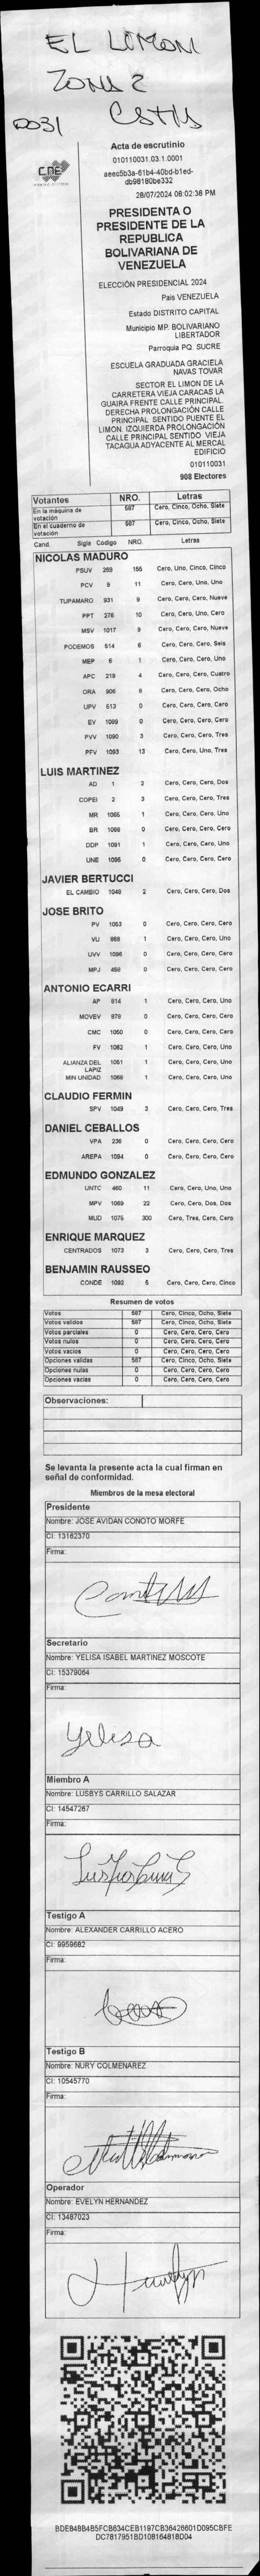 EL LIMON
ZONA 2
0031
CNE
Acta de escrutinio
010110031.03.1.0001
aeec5b3a-61b4-40bd-b1ed-
db98180be332
28/07/2024 08:02:38 PM
PRESIDENTA O
PRESIDENTE DE LA
REPUBLICA
BOLIVARIANA DE
VENEZUELA
ELECCIÓN PRESIDENCIAL 2024
Pais VENEZUELA
Estado DISTRITO CAPITAL
Municipio MP. BOLIVARIANO
LIBERTADOR
Parroquia PQ. SUCRE
ESCUELA GRADUADA GRACIELA
NAVAS TOVAR
SECTOR EL LIMON DE LA
CARRETERA VIEJA CARACAS LA
GUAIRA FRENTE CALLE PRINCIPAL.
DERECHA PROLONGACIÓN CALLE
PRINCIPAL SENTIDO PUENTE EL
LIMON. IZQUIERDA PROLONGACIÓN
CALLE PRINCIPAL SENTIDO VIEJA
TACAGUA ADYACENTE AL MERCAL
EDIFICIO
010110031
908 Electores
Votantes NRO. Letras
En la máquina de votación 587 Cero, Cinco, Ocho, Siete
En el cuaderno de votación 587 Cero, Cinco, Ocho, Siete
Cand. Sigla Codigo NRO. Letras
NICOLAS MADURO
PSUV 269 155 Cero, Uno, Cinco, Cinco
PCV 9 11 Cero, Cero, Uno, Uno
TUPAMARO 931 9 Cero, Cero, Cero, Nueve
PPT 276 10 Cero, Cero, Uno, Cero
MSV 1017 9 Cero, Cero, Cero, Nueve
PODEMOS 514 6 Cero, Cero, Cero, Seis
MEP 6 1 Cero, Cero, Cero, Uno
APC 219 4 Cero, Cero, Cero, Cuatro
ORA 906 8 Cero, Cero, Cero, Ocho
UPV 613 0 Cero, Cero, Cero, Cero
EV 1099 0 Cero, Cero, Cero, Cero
PVV 1090 3 Cero, Cero, Cero, Tres
PFV 1093 13 Cero, Cero, Uno, Tres
LUIS MARTINEZ
AD 1 2 Cero, Cero, Cero, Dos
COPEI 2 3 Cero, Cero, Cero, Tres
MR 1065 1 Cero, Cero, Cero, Uno
BR 1066 0 Cero, Cero, Cero, Cero
DDP 1091 1 Cero, Cero, Cero, Uno
UNE 1095 0 Cero, Cero, Cero, Cero
JAVIER BERTUCCI
EL CAMBIO 1048 2 Cero, Cero, Cero, Dos
JOSE BRITO
PV 1053 0 Cero, Cero, Cero, Cero
VU 868 1 Cero, Cero, Cero, Uno
UVV 1096 0 Cero, Cero, Cero, Cero
MPJ 458 0 Cero, Cero, Cero, Cero
ANTONIO ECARRI
AP 814 1 Cero, Cero, Cero, Uno
MOVEV 878 0 Cero, Cero, Cero, Cero
CMC 1050 0 Cero, Cero, Cero, Cero
FV 1062 1 Cero, Cero, Cero, Uno
ALIANZA DEL LAPIZ 1051 1 Cero, Cero, Cero, Uno
MIN UNIDAD 1068 1 Cero, Cero, Cero, Uno
CLAUDIO FERMIN
SPV 1049 3 Cero, Cero, Cero, Tres
DANIEL CEBALLOS
VPA 236 0 Cero, Cero, Cero, Cero
AREPA 1094 0 Cero, Cero, Cero, Cero
EDMUNDO GONZALEZ
UNTC 460 11 Cero, Cero, Uno, Uno
MPV 1069 22 Cero, Cero, Dos, Dos
MUD 1075 300 Cero, Tres, Cero, Cero
ENRIQUE MARQUEZ
CENTRADOS 1073 3 Cero, Cero, Cero, Tres
BENJAMIN RAUSSEO
CONDE 1092 5 Cero, Cero, Cero, Cinco
Resumen de votos
Votos 587 Cero, Cinco, Ocho, Siete
Votos validos 587 Cero, Cinco, Ocho, Siete
Votos parciales 0 Cero, Cero, Cero, Cero
Votos nulos 0 Cero, Cero, Cero, Cero
Votos vacios 0 Cero, Cero, Cero, Cero
Opciones validas 587 Cero, Cinco, Ocho, Siete
Opciones nulas 0 Cero, Cero, Cero, Cero
Opciones vacias 0 Cero, Cero, Cero, Cero
Observaciones:
Se levanta la presente acta la cual firman en
señal de conformidad.
Miembros de la mesa electoral
Presidente
Nombre: JOSE AVIDAN CONOTO MORFE
CI: 13162370
Firma:
Secretario
Nombre: YELISA ISABEL MARTINEZ MOSCOTE
CI: 15379064
Firma:
Yelisa
Miembro A
Nombre: LUSBYS CARRILLO SALAZAR
CI: 14547267
Firma:
Testigo A
Nombre: ALEXANDER CARRILLO ACERO
CI: 9959682
Firma:
Testigo B
Nombre: NURY COLMENAREZ
CI: 10545770
Firma:
Operador
Nombre: EVELYN HERNANDEZ
CI: 13487023
Firma:
BDEB48B4B5FCB634CEB1197CB36426601D095CBFE
DC7817951BD108164818D04